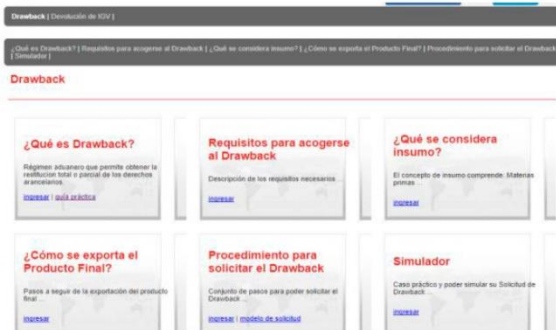 Drawback | Devolución de IGV |
¿Qué es Drawback? | Requisitos para acogerse al Drawback | ¿Qué se considera insumo? | ¿Cómo se exporta el Producto Final? | Procedimiento para solicitar el Drawback
| Simulador |
Drawback
¿Qué es Drawback?
Régimen aduanero que permite obtener la
restitución total o parcial de los derechos
arancelarios.
ingresar | guía práctica
Requisitos para acogerse
al Drawback
Descripción de los requisitos necesarios ...
ingresar
¿Qué se considera
insumo?
El concepto de insumo comprende: Materias
primas ...
ingresar
¿Cómo se exporta el
Producto Final?
Pasos a seguir de la exportación del producto
final ...
ingresar
Procedimiento para
solicitar el Drawback
Conjunto de pasos para poder solicitar el
Drawback ...
ingresar | modelo de solicitud
Simulador
Caso práctico y poder simular su Solicitud de
Drawback ...
ingresar